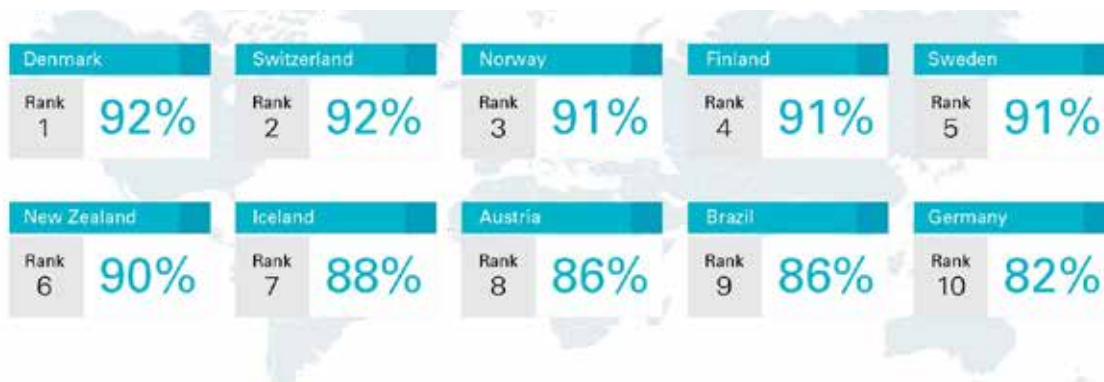 Denmark
Rank
1
92%
Switzerland
Rank
2
92%
Norway
Rank
3
91%
Finland
Rank
4
91%
Sweden
Rank
5
91%
New Zealand
Rank
6
90%
Iceland
Rank
7
88%
Austria
Rank
8
86%
Brazil
Rank
9
86%
Germany
Rank
10
82%